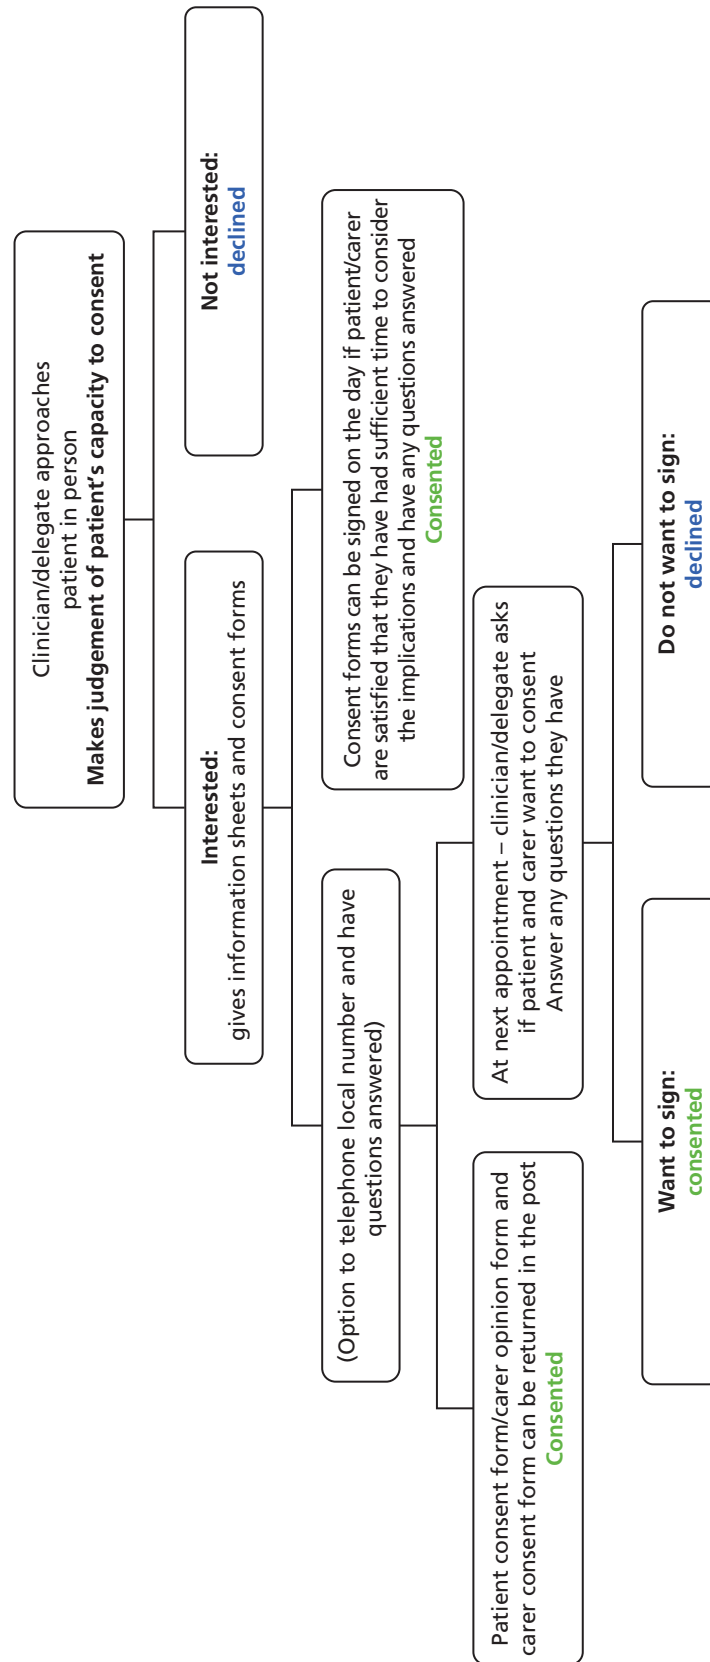 Clinician/delegate approaches
patient in person
Makes judgement of patient's capacity to consent
Interested:
gives information sheets and consent forms
Not interested:
declined
(Option to telephone local number and have
questions answered)
Consent forms can be signed on the day if patient/carer
are satisfied that they have had sufficient time to consider
the implications and have any questions answered
Consented
Patient consent form/carer opinion form and
carer consent form can be returned in the post
Consented
At next appointment – clinician/delegate asks
if patient and carer want to consent
Answer any questions they have
Want to sign:
consented
Do not want to sign:
declined